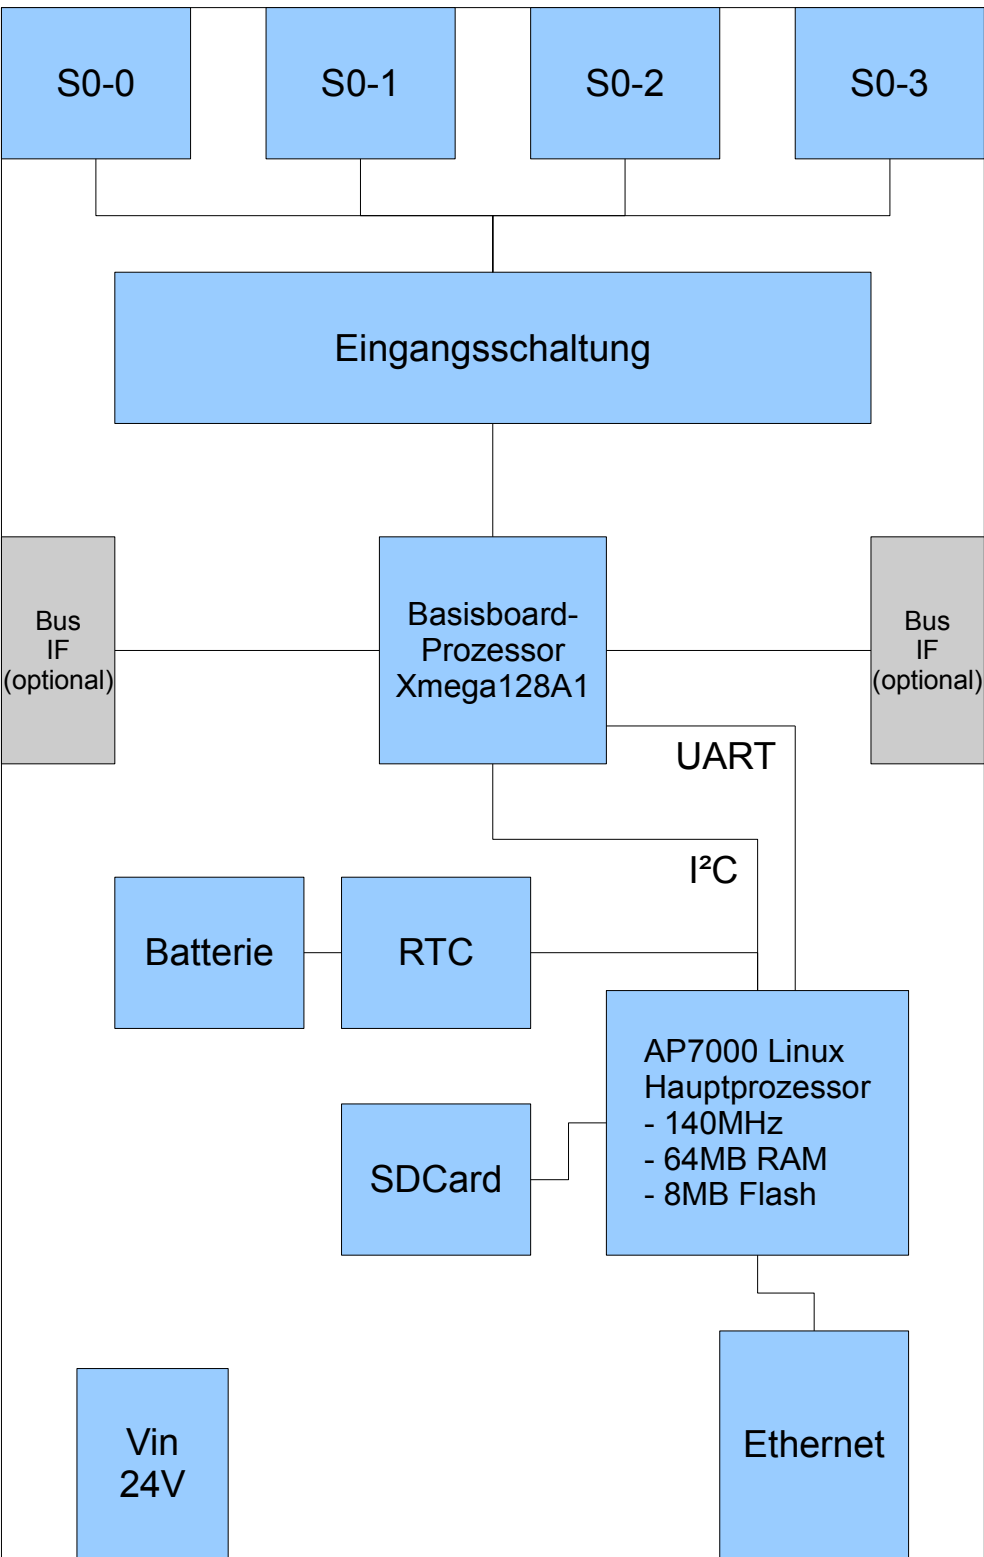 S0-0
S0-1
S0-2
S0-3
Eingangsschaltung
Bus
IF
(optional)
Basisboard-
Prozessor
Xmega128A1
Bus
IF
(optional)
UART
I²C
Batterie
RTC
AP7000 Linux
Hauptprozessor
- 140MHz
- 64MB RAM
- 8MB Flash
SDCard
Vin
24V
Ethernet